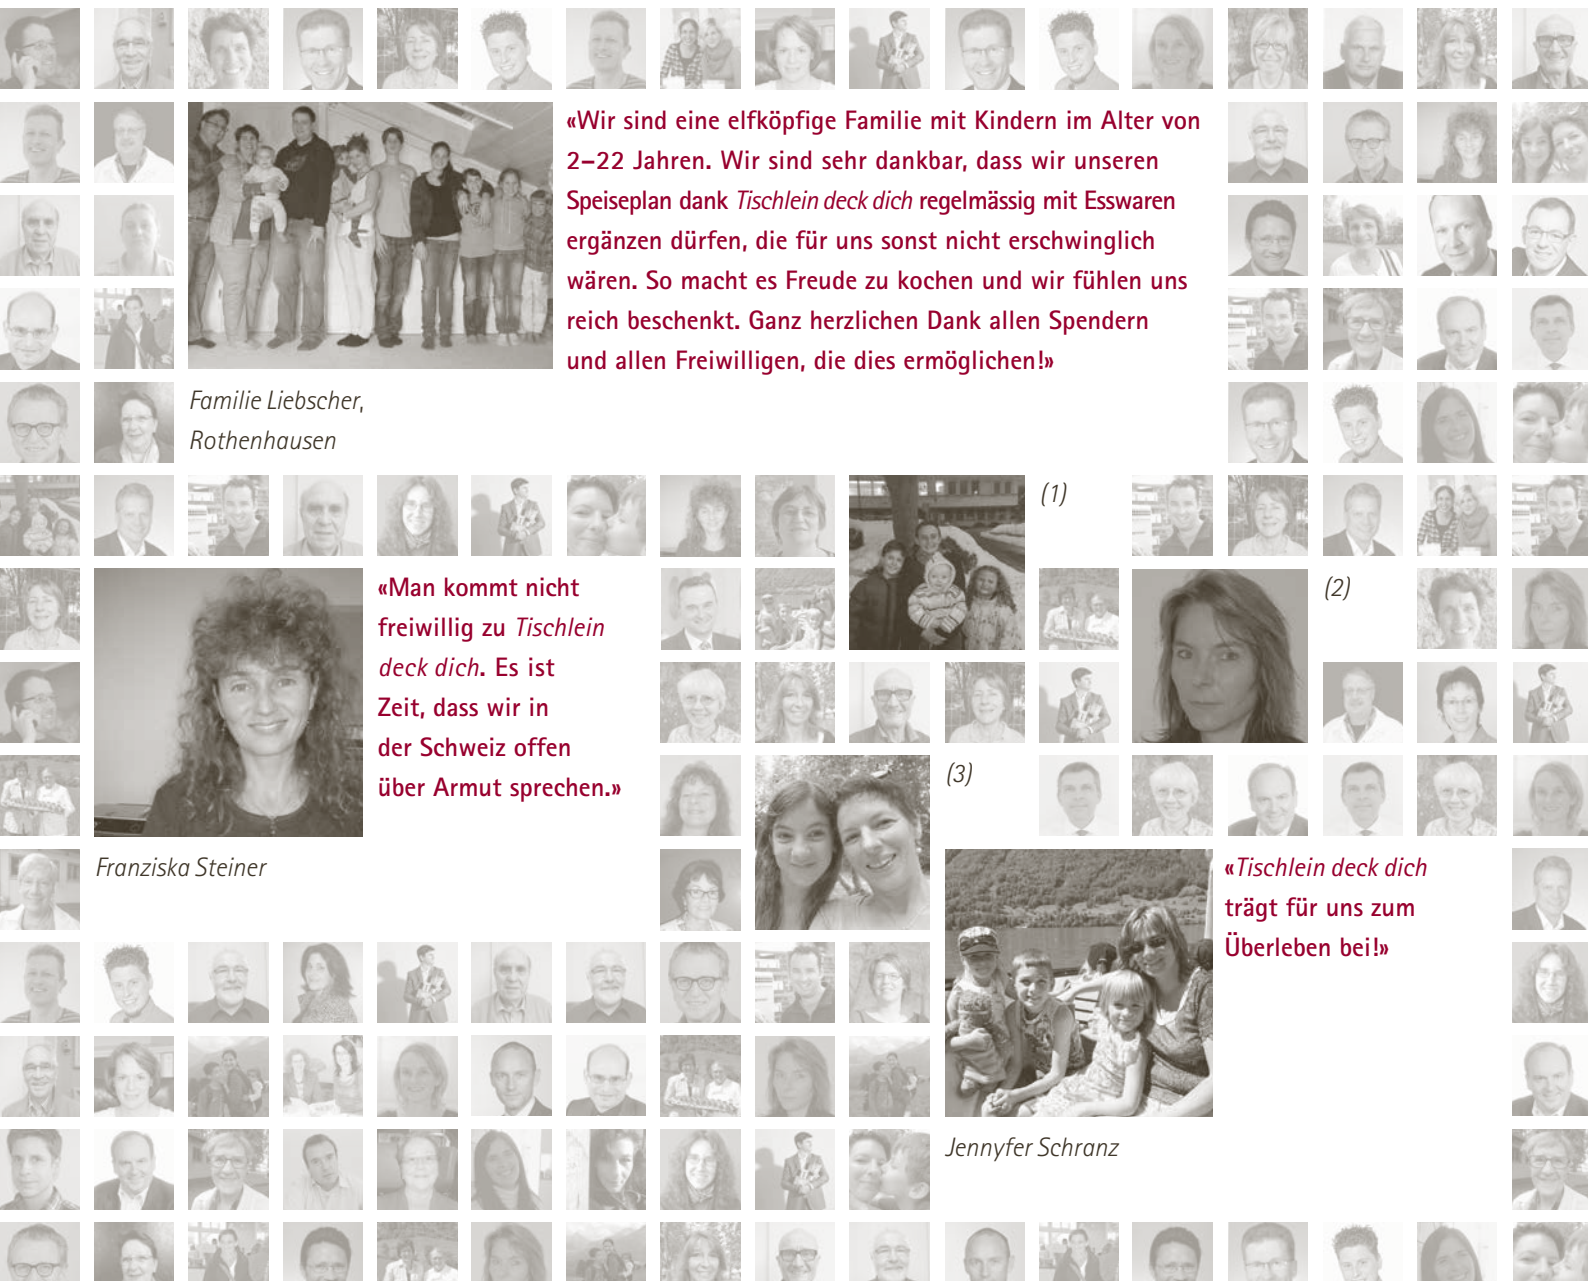 «Wir sind eine elfköpfige Familie mit Kindern im Alter von
2–22 Jahren. Wir sind sehr dankbar, dass wir unseren
Speiseplan dank Tischlein deck dich regelmässig mit Esswaren
ergänzen dürfen, die für uns sonst nicht erschwinglich
wären. So macht es Freude zu kochen und wir fühlen uns
reich beschenkt. Ganz herzlichen Dank allen Spendern
und allen Freiwilligen, die dies ermöglichen!»
Familie Liebscher,
Rothenhausen
(1)
«Man kommt nicht
freiwillig zu Tischlein
deck dich. Es ist
Zeit, dass wir in
der Schweiz offen
über Armut sprechen.»
Franziska Steiner
(2)
(3)
«Tischlein deck dich
trägt für uns zum
Überleben bei!»
Jennyfer Schranz